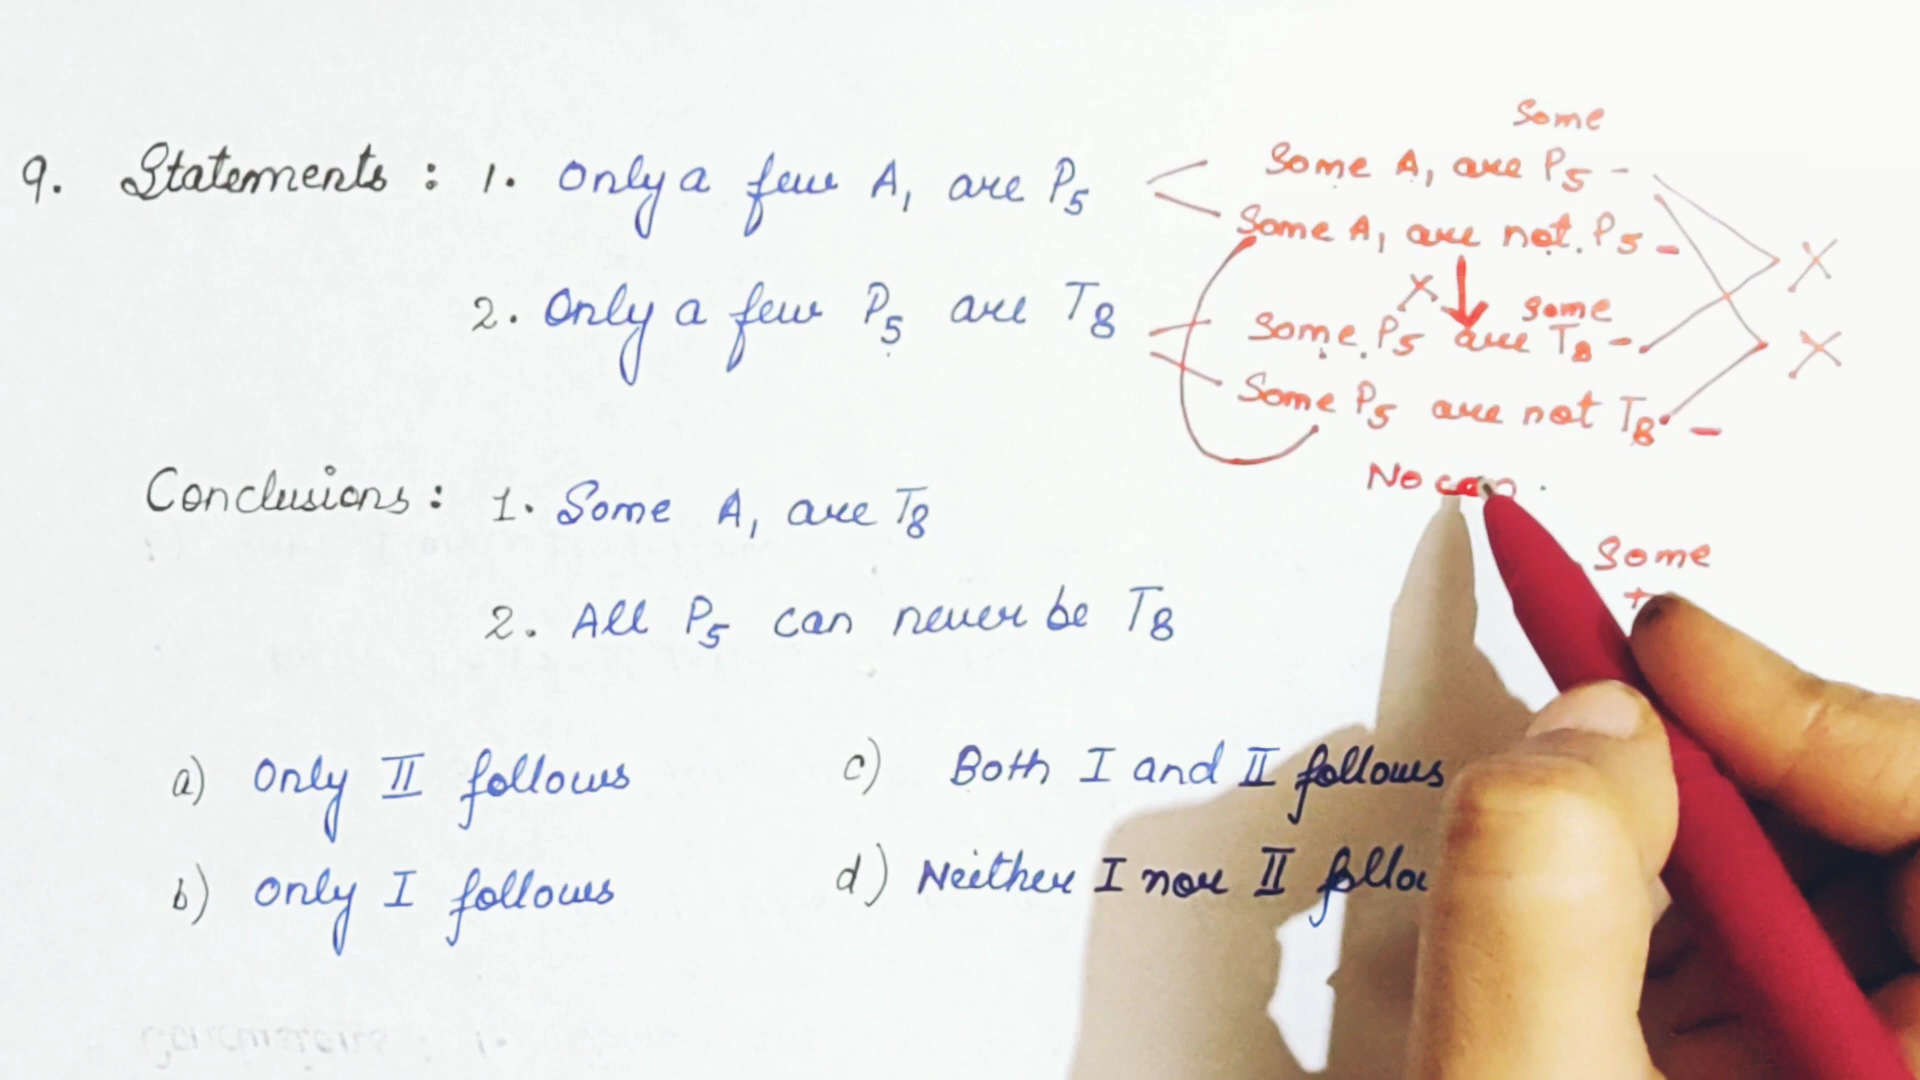 9. Statements : 1. Only a few A, are P5
2. Only a few P5 are T8
Conclusions : 1. Some A, are T8
2. All P5 can never be T8
a) Only II follows
b) Only I follows
c) Both I and II follows
d) Neither I nor II
Some
Some A, are P5 -
Some A, are not P5 -
X
X some
Some P5 are T8 -
X
Some P5 are not T8 -
No
Some
+